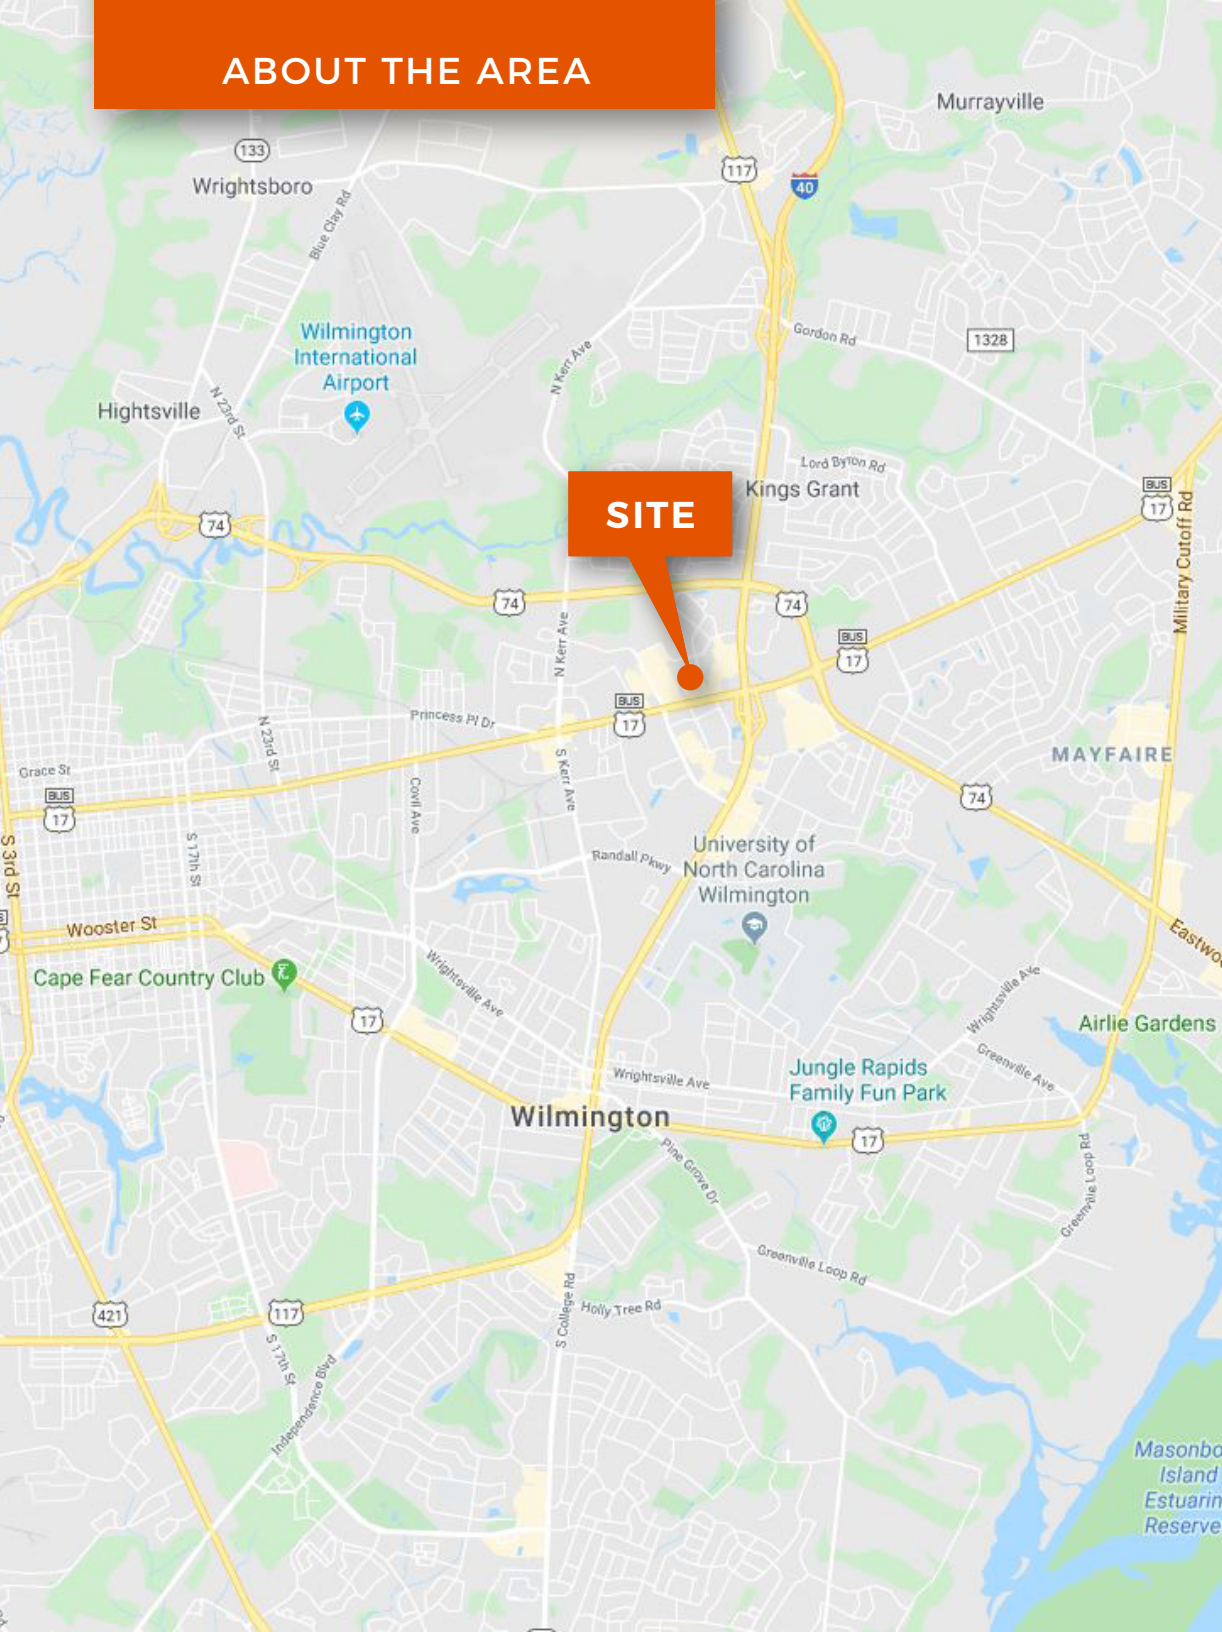 ABOUT THE AREA
Murrayville
133
Wrightsboro
117
40
Blue Clay Rd
Wilmington
International
Airport
N Kerr Ave
Gordon Rd
1328
Hightsville
N 23rd St
Lord Byron Rd
Kings Grant
SITE
BUS
17
Military Cutoff Rd
74
74
74
N Kerr Ave
BUS
17
BUS
17
Princess Pl Dr
N 23rd St
MAYFAIRE
Grace St
BUS
17
Covil Ave
S Kerr Ave
74
S 3rd St
S 17th St
University of
North Carolina
Wilmington
Randall Pkwy
Wooster St
Eastwo
Cape Fear Country Club
Wrightsville Ave
Wrightsville Ave
17
Airlie Gardens
Greenville Ave
Jungle Rapids
Family Fun Park
Wrightsville Ave
Wilmington
17
Pine Grove Dr
Greenville Loop Rd
Greenville Loop Rd
421
117
S College Rd
Holly Tree Rd
S 17th St
Independence Blvd
Masonbo
Island
Estuarin
Reserve